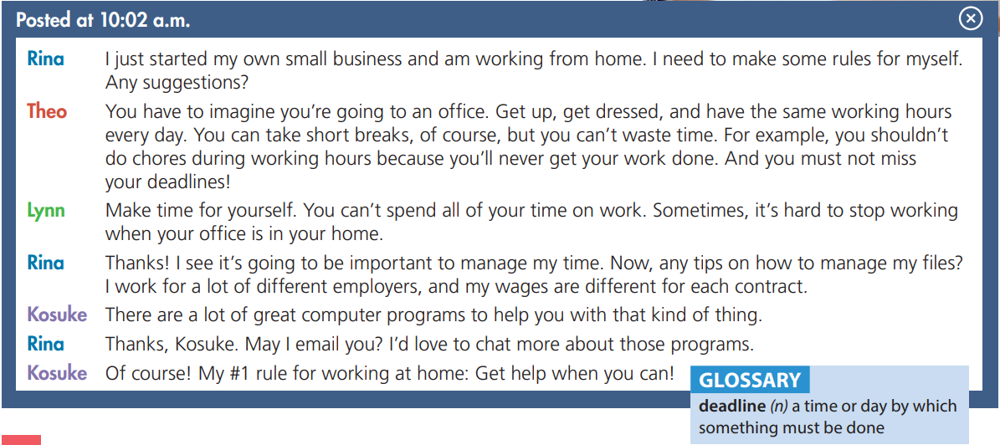 Posted at 10:02 a.m.
Rina I just started my own small business and am working from home. I need to make some rules for myself.
Any suggestions?
Theo You have to imagine you’re going to an office. Get up, get dressed, and have the same working hours
every day. You can take short breaks, of course, but you can’t waste time. For example, you shouldn’t
do chores during working hours because you’ll never get your work done. And you must not miss
your deadlines!
Lynn Make time for yourself. You can’t spend all of your time on work. Sometimes, it’s hard to stop working
when your office is in your home.
Rina Thanks! I see it’s going to be important to manage my time. Now, any tips on how to manage my files?
I work for a lot of different employers, and my wages are different for each contract.
Kosuke There are a lot of great computer programs to help you with that kind of thing.
Rina Thanks, Kosuke. May I email you? I’d love to chat more about those programs.
Kosuke Of course! My #1 rule for working at home: Get help when you can!
GLOSSARY
deadline (n) a time or day by which
something must be done